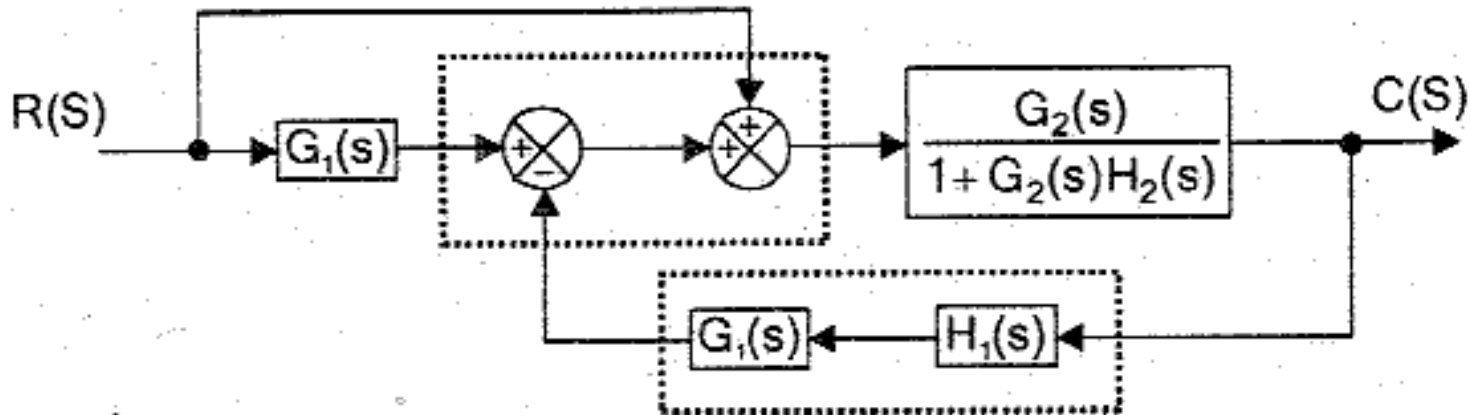 R(S)
G₁(s)
+
−
+
+
G₂(s)
1 + G₂(s)H₂(s)
C(S)
G₁(s)
H₁(s)